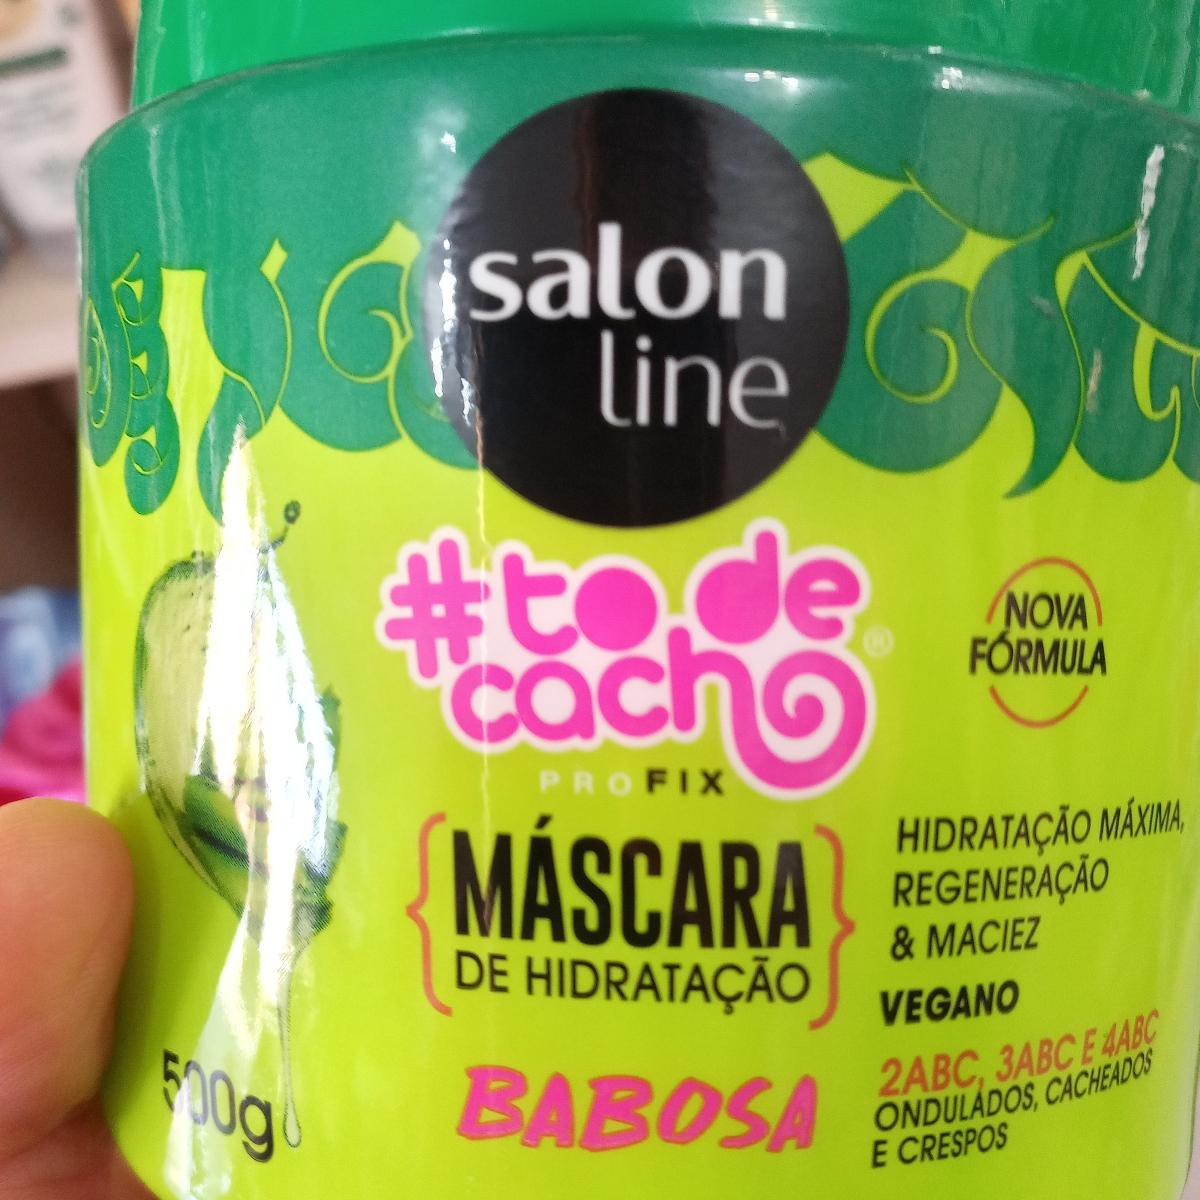 salon
line
#to de
cacho®
PROFIX
NOVA
FÓRMULA
MÁSCARA
DE HIDRATAÇÃO
HIDRATAÇÃO MÁXIMA,
REGENERAÇÃO
& MACIEZ
VEGANO
2ABC, 3ABC E 4ABC
ONDULADOS, CACHEADOS
E CRESPOS
BABOSA
500g